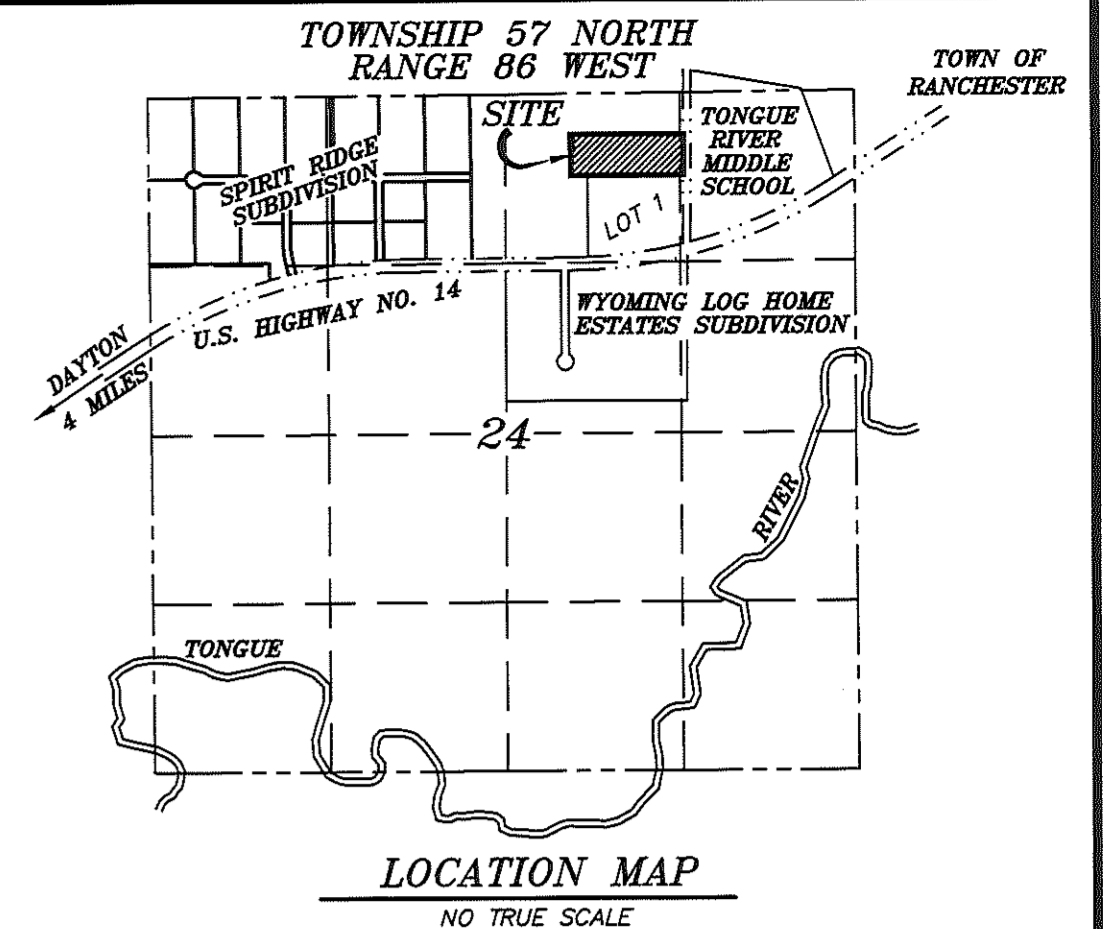 TOWNSHIP 57 NORTH
RANGE 86 WEST
TOWN OF
RANCHESTER
SITE
TONGUE
RIVER
MIDDLE
SCHOOL
SPIRIT RIDGE
SUBDIVISION
LOT 1
U.S. HIGHWAY NO. 14
WYOMING LOG HOME
ESTATES SUBDIVISION
DAYTON
4 MILES
24
RIVER
TONGUE
LOCATION MAP
NO TRUE SCALE